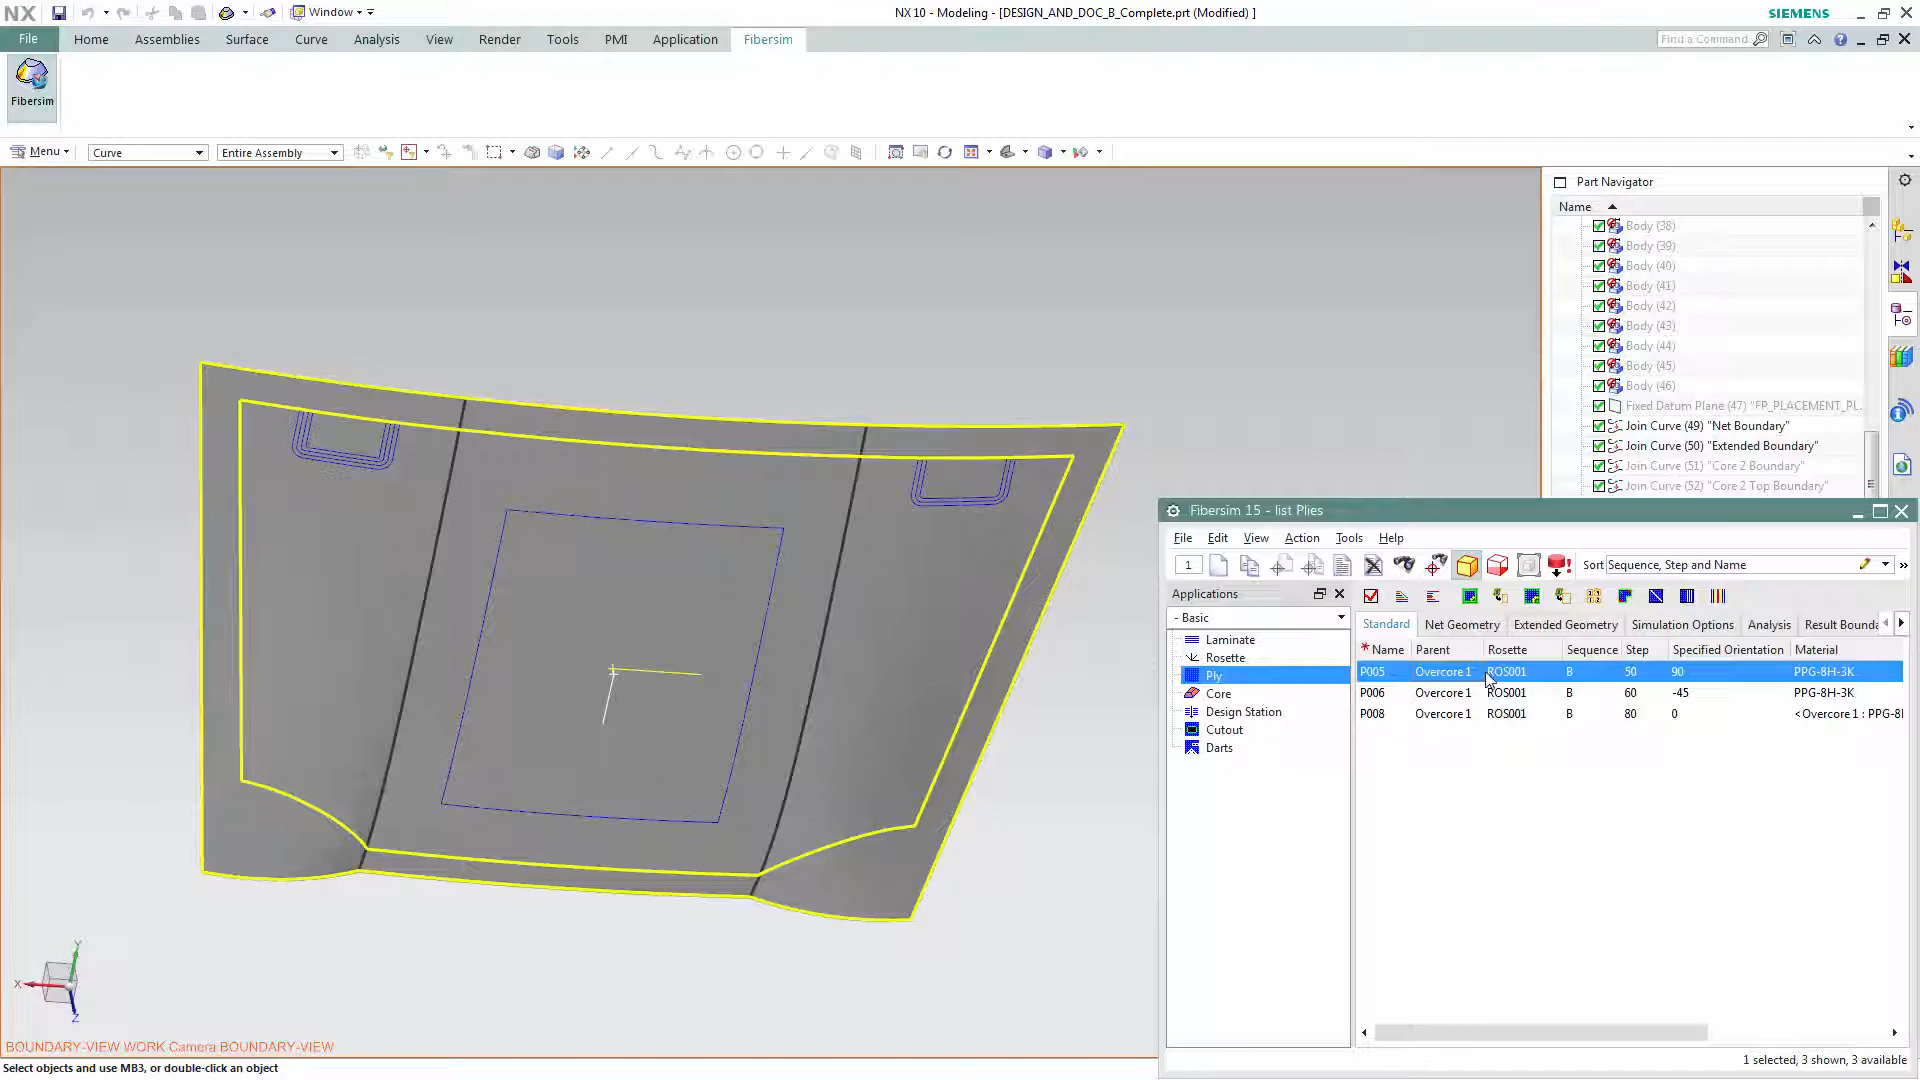 NX
Window
NX 10 - Modeling - [DESIGN_AND_DOC_B_Complete.prt (Modified) ]
SIEMENS
File
Home
Assemblies
Surface
Curve
Analysis
View
Render
Tools
PMI
Application
Fibersim
Find a Command
Fibersim
Menu
Curve
Entire Assembly
Part Navigator
Name
Body (38)
Body (39)
Body (40)
Body (41)
Body (42)
Body (43)
Body (44)
Body (45)
Body (46)
Fixed Datum Plane (47) "FP_PLACEMENT_PL...
Join Curve (49) "Net Boundary"
Join Curve (50) "Extended Boundary"
Join Curve (51) "Core 2 Boundary"
Join Curve (52) "Core 2 Top Boundary"
Fibersim 15 - list Plies
File Edit View Action Tools Help
1
Sort Sequence, Step and Name
Applications
- Basic
Laminate
Rosette
Ply
Core
Design Station
Cutout
Darts
Standard Net Geometry Extended Geometry Simulation Options Analysis Result Bounda
* Name Parent Rosette Sequence Step Specified Orientation Material
P005 Overcore 1 ROS001 B 50 90 PPG-8H-3K
P006 Overcore 1 ROS001 B 60 -45 PPG-8H-3K
P008 Overcore 1 ROS001 B 80 0 <Overcore 1 : PPG-8
1 selected, 3 shown, 3 available
X
Y
Z
BOUNDARY-VIEW WORK Camera BOUNDARY-VIEW
Select objects and use MB3, or double-click an object